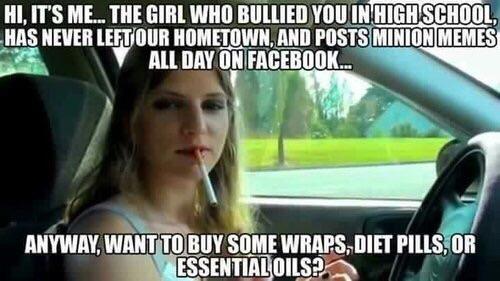 HI, IT'S ME... THE GIRL WHO BULLIED YOU IN HIGH SCHOOL,
HAS NEVER LEFT OUR HOMETOWN, AND POSTS MINION MEMES
ALL DAY ON FACEBOOK...
ANYWAY, WANT TO BUY SOME WRAPS, DIET PILLS, OR
ESSENTIAL OILS?